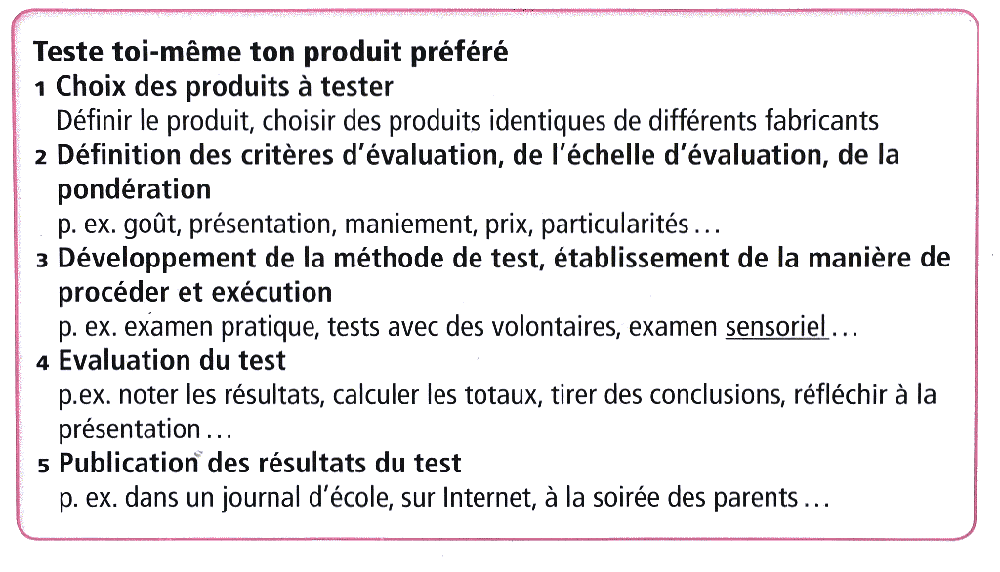 Teste toi-même ton produit préféré
1 Choix des produits à tester
Définir le produit, choisir des produits identiques de différents fabricants
2 Définition des critères d'évaluation, de l'échelle d'évaluation, de la
pondération
p. ex. goût, présentation, maniement, prix, particularités...
3 Développement de la méthode de test, établissement de la manière de
procéder et exécution
p. ex. examen pratique, tests avec des volontaires, examen sensoriel...
4 Evaluation du test
p.ex. noter les résultats, calculer les totaux, tirer des conclusions, réfléchir à la
présentation...
5 Publication des résultats du test
p. ex. dans un journal d'école, sur Internet, à la soirée des parents...